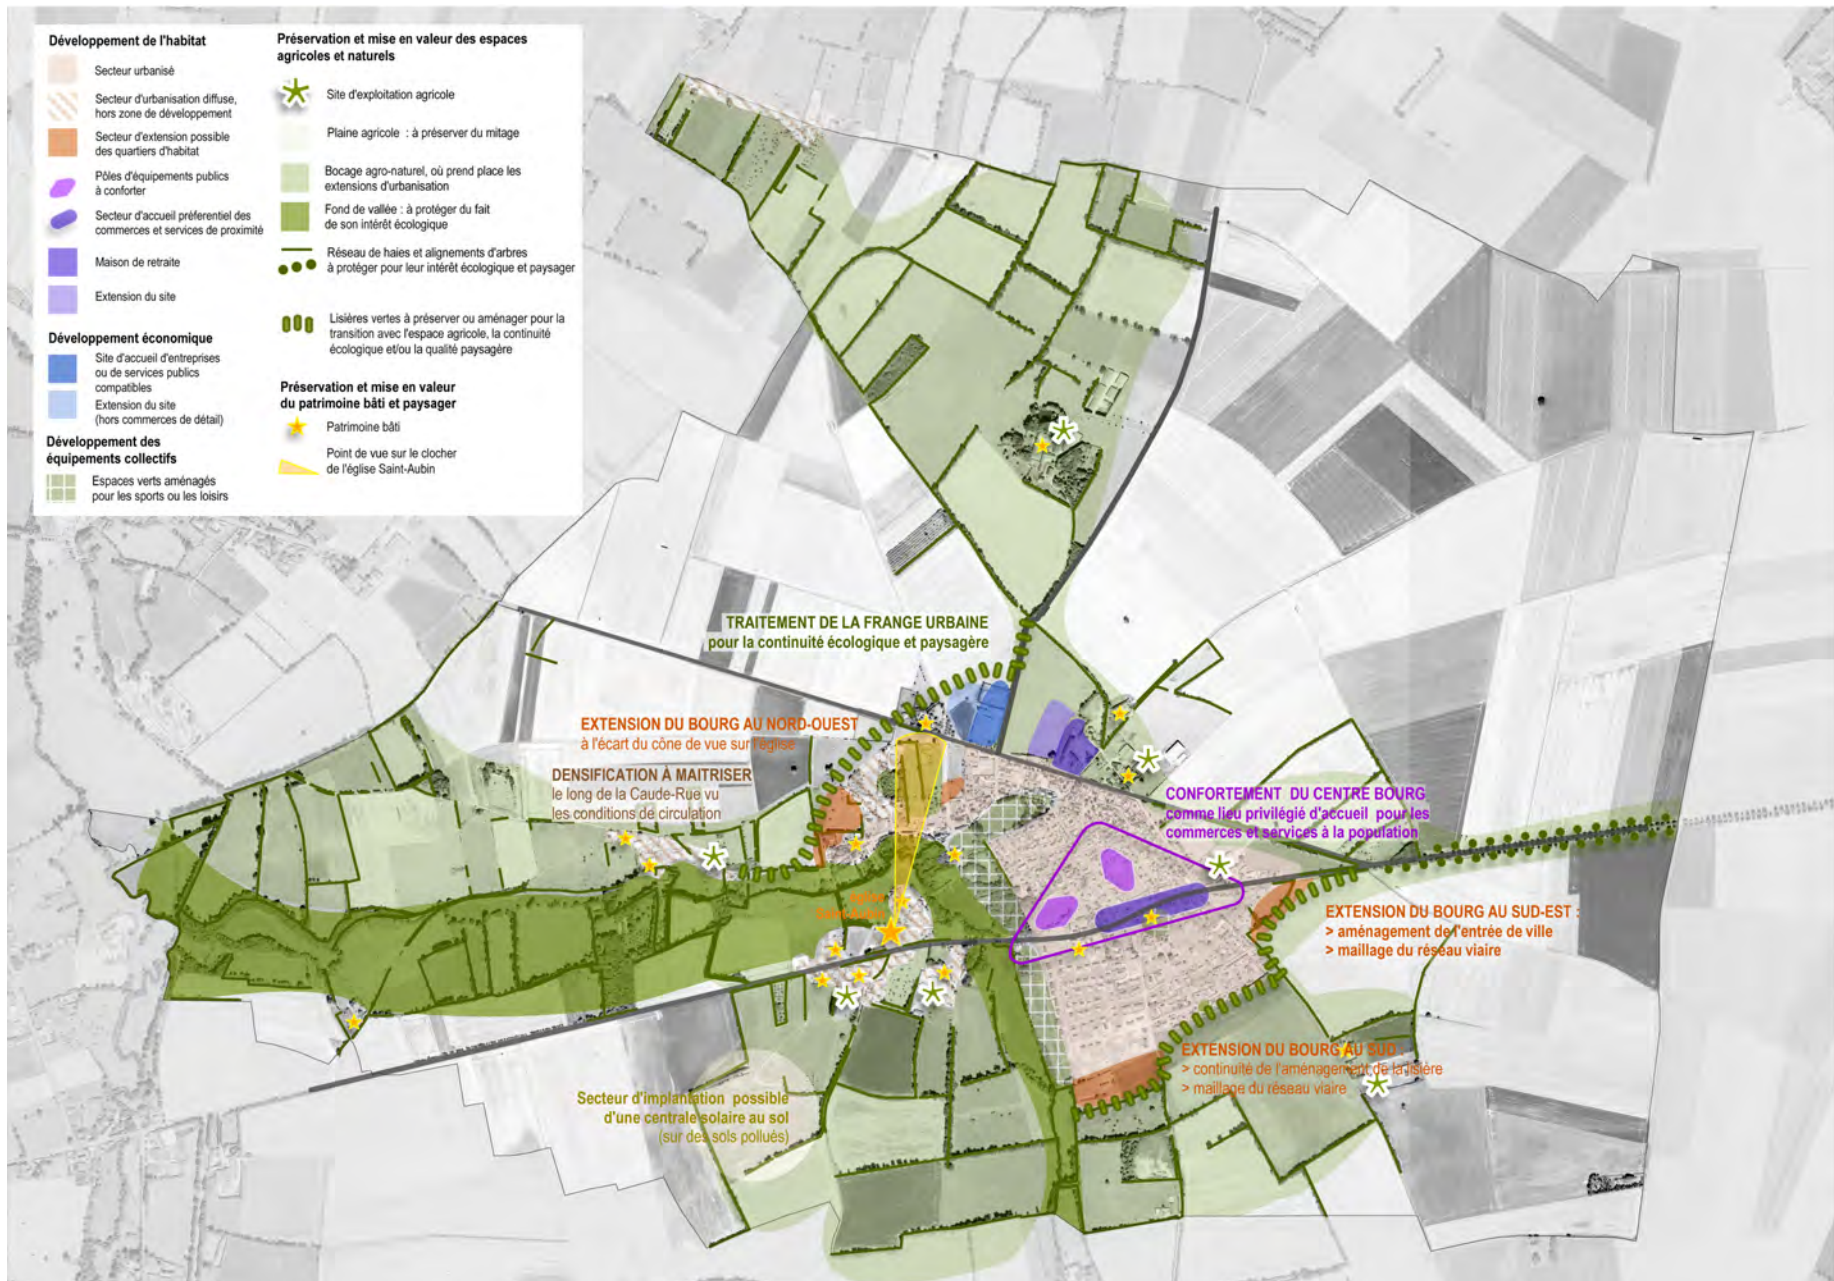 Développement de l'habitat
Secteur urbanisé
Secteur d'urbanisation diffuse,
hors zone de développement
Secteur d'extension possible
des quartiers d'habitat
Pôles d'équipements publics
à conforter
Secteur d'accueil préferentiel des
commerces et services de proximité
Maison de retraite
Extension du site
Développement économique
Site d'accueil d'entreprises
ou de services publics
compatibles
Extension du site
(hors commerces de détail)
Développement des
équipements collectifs
Espaces verts aménagés
pour les sports ou les loisirs
Préservation et mise en valeur des espaces
agricoles et naturels
Site d'exploitation agricole
Plaine agricole : à préserver du mitage
Bocage agro-naturel, où prend place les
extensions d'urbanisation
Fond de vallée : à protéger du fait
de son intérêt écologique
Réseau de haies et alignements d'arbres
à protéger pour leur intérêt écologique et paysager
Lisières vertes à préserver ou aménager pour la
transition avec l'espace agricole, la continuité
écologique et/ou la qualité paysagère
Préservation et mise en valeur
du patrimoine bâti et paysager
Patrimoine bâti
Point de vue sur le clocher
de l'église Saint-Aubin
TRAITEMENT DE LA FRANGE URBAINE
pour la continuité écologique et paysagère
EXTENSION DU BOURG AU NORD-OUEST
à l'écart du cône de vue sur l'église
DENSIFICATION À MAITRISER
le long de la Caude-Rue vu
les conditions de circulation
CONFORTEMENT DU CENTRE BOURG
comme lieu privilégié d'accueil pour les
commerces et services à la population
église
Saint-Aubin
EXTENSION DU BOURG AU SUD-EST :
> aménagement de l'entrée de ville
> maillage du réseau viaire
EXTENSION DU BOURG AU SUD :
> continuité de l'aménagement de la lisière
> maillage du réseau viaire
Secteur d'implantation possible
d'une centrale solaire au sol
(sur des sols pollués)